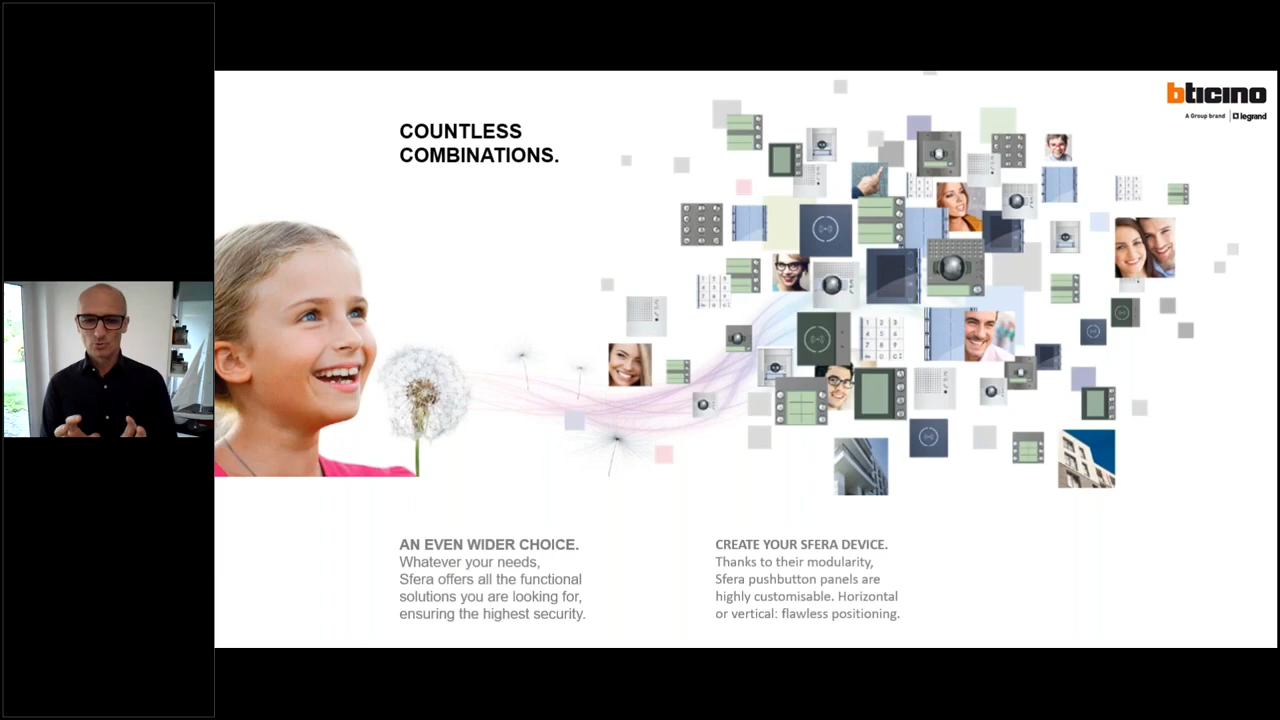 COUNTLESS
COMBINATIONS.
bticino
A Group brand | legrand
AN EVEN WIDER CHOICE.
Whatever your needs,
Sfera offers all the functional
solutions you are looking for,
ensuring the highest security.
CREATE YOUR SFERA DEVICE.
Thanks to their modularity,
Sfera pushbutton panels are
highly customisable. Horizontal
or vertical: flawless positioning.